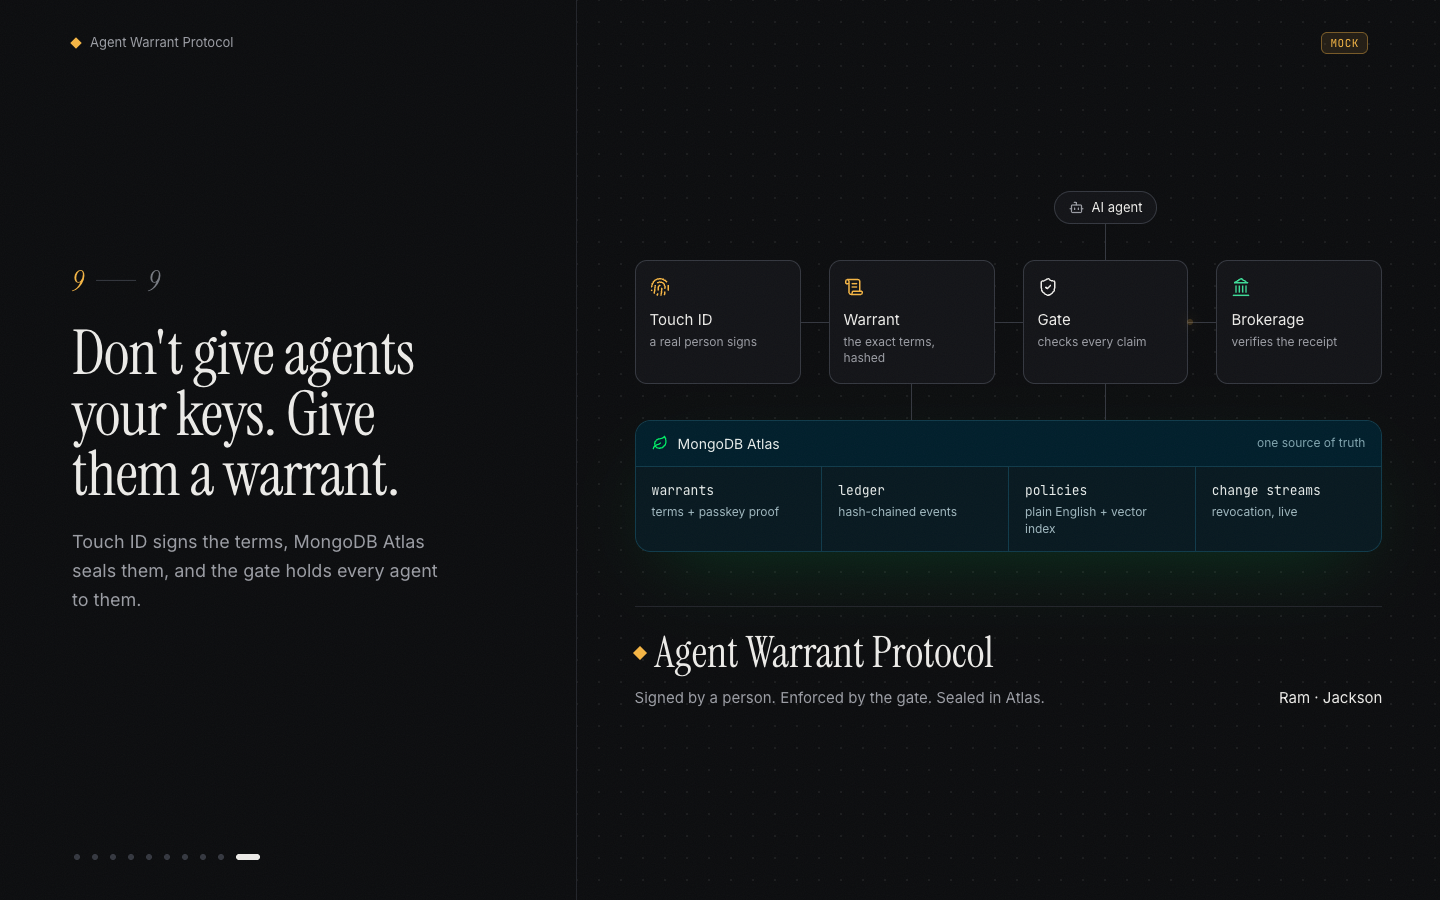 Agent Warrant Protocol
9 — 9
Don't give agents
your keys. Give
them a warrant.
Touch ID signs the terms, MongoDB Atlas
seals them, and the gate holds every agent
to them.
MOCK
AI agent
Touch ID
a real person signs
Warrant
the exact terms,
hashed
Gate
checks every claim
Brokerage
verifies the receipt
MongoDB Atlas
one source of truth
warrants
terms + passkey proof
ledger
hash-chained events
policies
plain English + vector
index
change streams
revocation, live
Agent Warrant Protocol
Signed by a person. Enforced by the gate. Sealed in Atlas.
Ram · Jackson